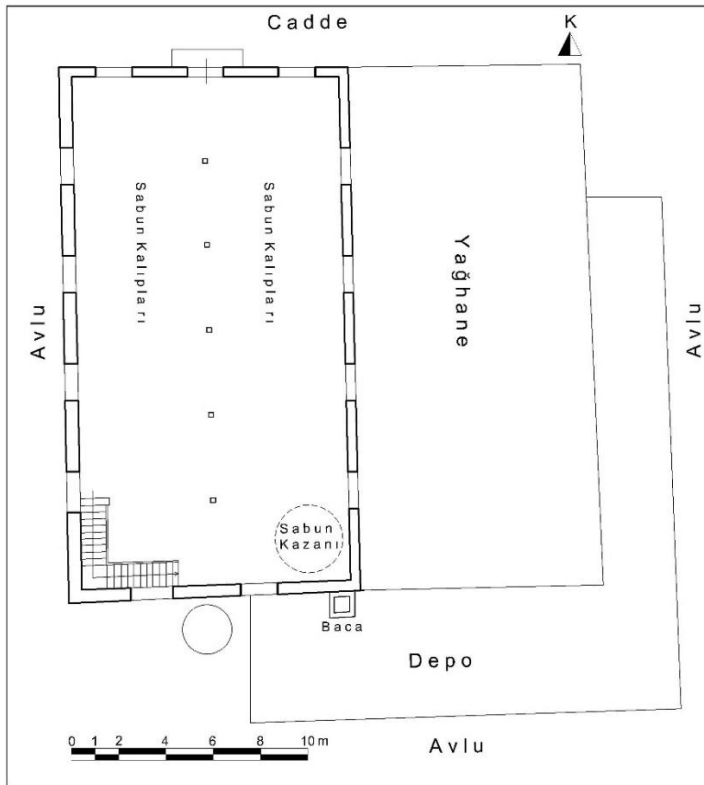 Cadde
K
Sabun Kalıpları
Sabun Kalıpları
Yağhane
Avlu
Avlu
Sabun
Kazanı
Baca
Depo
0 1 2 4 6 8 10 m
Avlu